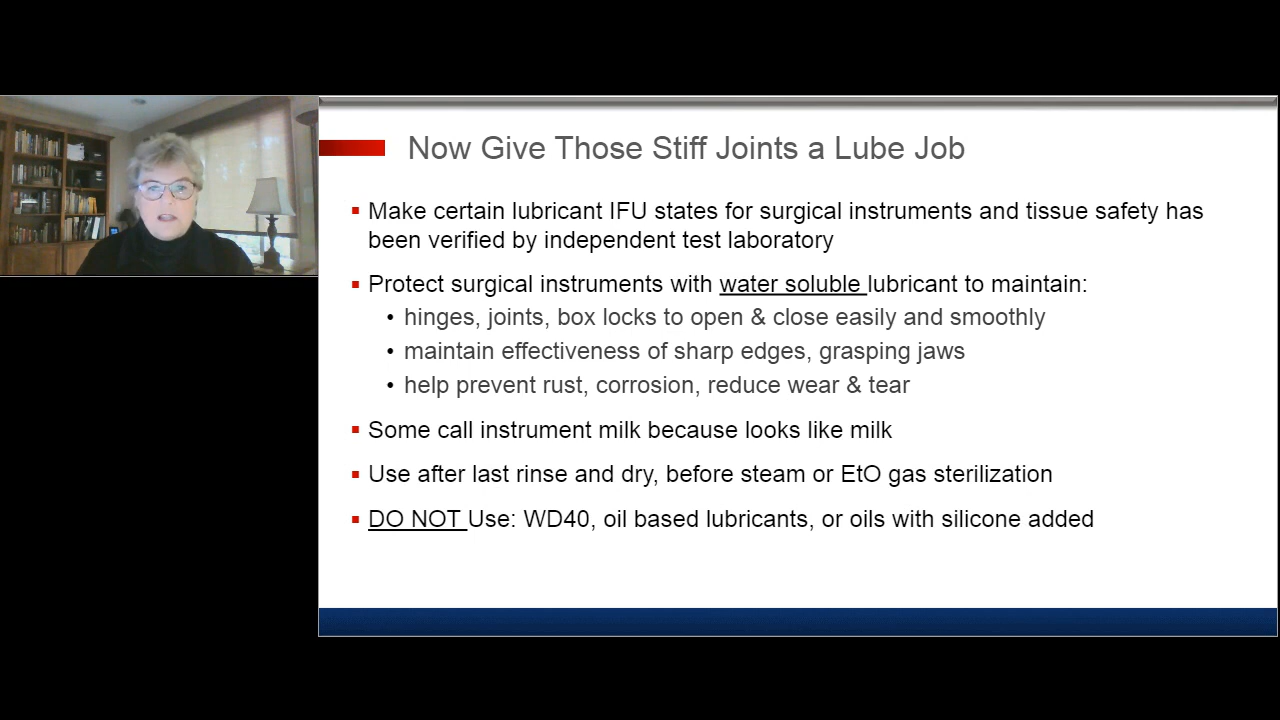 Now Give Those Stiff Joints a Lube Job
Make certain lubricant IFU states for surgical instruments and tissue safety has
been verified by independent test laboratory
Protect surgical instruments with water soluble lubricant to maintain:
hinges, joints, box locks to open & close easily and smoothly
maintain effectiveness of sharp edges, grasping jaws
help prevent rust, corrosion, reduce wear & tear
Some call instrument milk because looks like milk
Use after last rinse and dry, before steam or EtO gas sterilization
DO NOT Use: WD40, oil based lubricants, or oils with silicone added